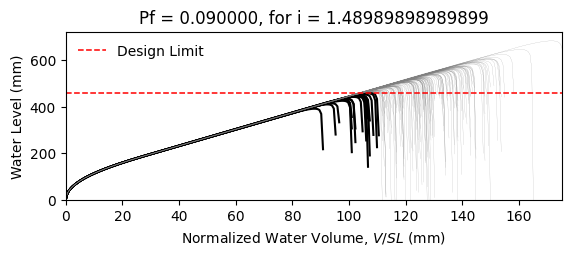 Pf = 0.090000, for i = 1.48989898989899
Design Limit
Water Level (mm)
600
400
200
0
0 20 40 60 80 100 120 140 160
Normalized Water Volume, V/SL (mm)